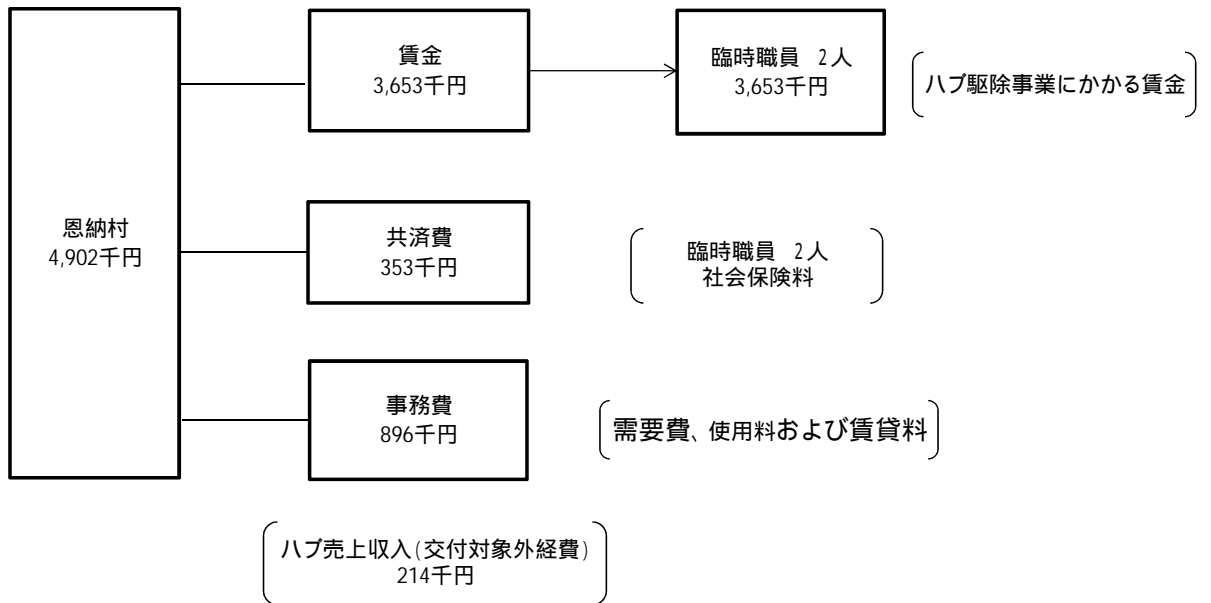 賃金
3,653千円
臨時職員　2人
3,653千円
ハブ駆除事業にかかる賃金
恩納村
4,902千円
共済費
353千円
臨時職員　2人
社会保険料
事務費
896千円
需要費、使用料および賃貸料
ハブ売上収入(交付対象外経費)
214千円